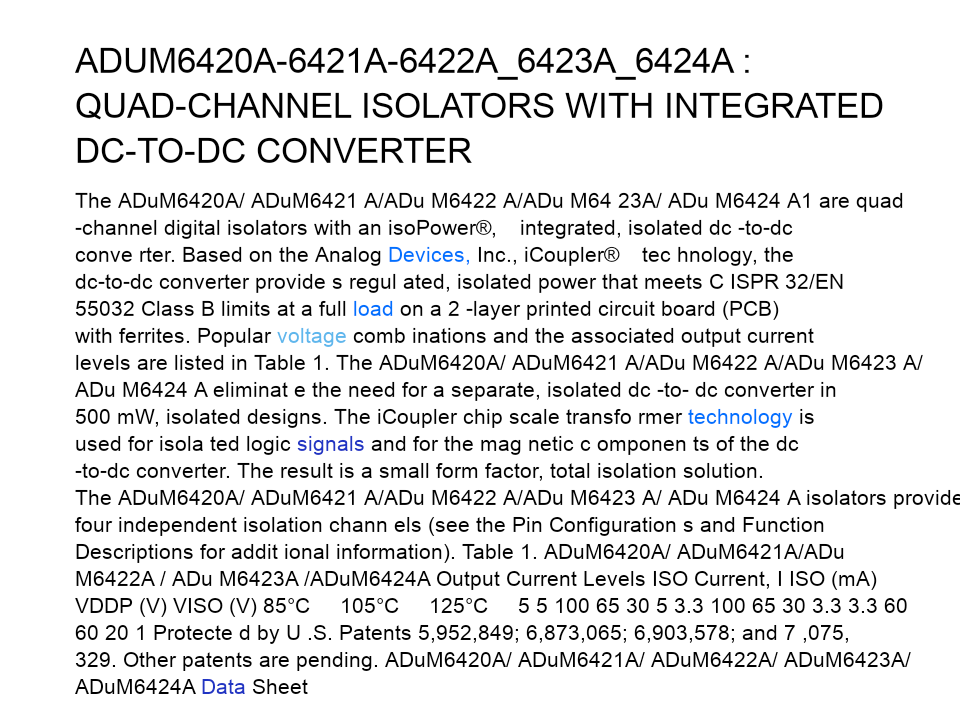 ADUM6420A-6421A-6422A_6423A_6424A :
QUAD-CHANNEL ISOLATORS WITH INTEGRATED
DC-TO-DC CONVERTER
The ADuM6420A/ ADuM6421 A/ADu M6422 A/ADu M64 23A/ ADu M6424 A1 are quad
-channel digital isolators with an isoPower®, integrated, isolated dc -to-dc
conve rter. Based on the Analog Devices, Inc., iCoupler® tec hnology, the
dc-to-dc converter provide s regul ated, isolated power that meets C ISPR 32/EN
55032 Class B limits at a full load on a 2 -layer printed circuit board (PCB)
with ferrites. Popular voltage comb inations and the associated output current
levels are listed in Table 1. The ADuM6420A/ ADuM6421 A/ADu M6422 A/ADu M6423 A/
ADu M6424 A eliminat e the need for a separate, isolated dc -to- dc converter in
500 mW, isolated designs. The iCoupler chip scale transfo rmer technology is
used for isola ted logic signals and for the mag netic c omponen ts of the dc
-to-dc converter. The result is a small form factor, total isolation solution.
The ADuM6420A/ ADuM6421 A/ADu M6422 A/ADu M6423 A/ ADu M6424 A isolators provide
four independent isolation chann els (see the Pin Configuration s and Function
Descriptions for addit ional information). Table 1. ADuM6420A/ ADuM6421A/ADu
M6422A / ADu M6423A /ADuM6424A Output Current Levels ISO Current, I ISO (mA)
VDDP (V) VISO (V) 85°C 105°C 125°C 5 5 100 65 30 5 3.3 100 65 30 3.3 3.3 60
60 20 1 Protecte d by U .S. Patents 5,952,849; 6,873,065; 6,903,578; and 7 ,075,
329. Other patents are pending. ADuM6420A/ ADuM6421A/ ADuM6422A/ ADuM6423A/
ADuM6424A Data Sheet